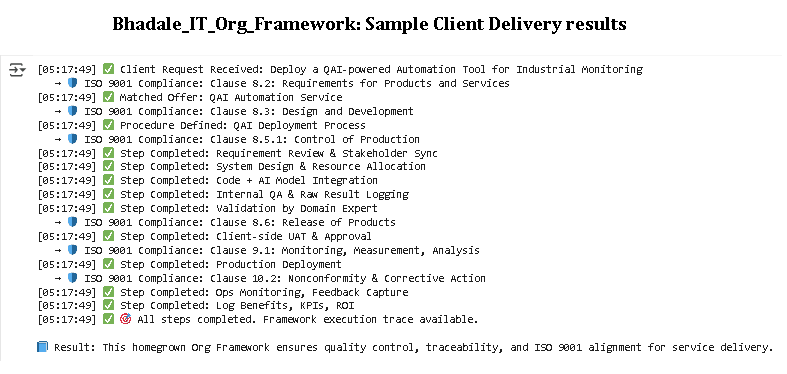 Bhadale_IT_Org_Framework: Sample Client Delivery results
[05:17:49] ✅ Client Request Received: Deploy a QAI-powered Automation Tool for Industrial Monitoring
→ 🛡️ ISO 9001 Compliance: Clause 8.2: Requirements for Products and Services
[05:17:49] ✅ Matched Offer: QAI Automation Service
→ 🛡️ ISO 9001 Compliance: Clause 8.3: Design and Development
[05:17:49] ✅ Procedure Defined: QAI Deployment Process
→ 🛡️ ISO 9001 Compliance: Clause 8.5.1: Control of Production
[05:17:49] ✅ Step Completed: Requirement Review & Stakeholder Sync
[05:17:49] ✅ Step Completed: System Design & Resource Allocation
[05:17:49] ✅ Step Completed: Code + AI Model Integration
[05:17:49] ✅ Step Completed: Internal QA & Raw Result Logging
[05:17:49] ✅ Step Completed: Validation by Domain Expert
→ 🛡️ ISO 9001 Compliance: Clause 8.6: Release of Products
[05:17:49] ✅ Step Completed: Client-side UAT & Approval
→ 🛡️ ISO 9001 Compliance: Clause 9.1: Monitoring, Measurement, Analysis
[05:17:49] ✅ Step Completed: Production Deployment
→ 🛡️ ISO 9001 Compliance: Clause 10.2: Nonconformity & Corrective Action
[05:17:49] ✅ Step Completed: Ops Monitoring, Feedback Capture
[05:17:49] ✅ Step Completed: Log Benefits, KPIs, ROI
[05:17:49] ✅ 🎯 All steps completed. Framework execution trace available.
📘 Result: This homegrown Org Framework ensures quality control, traceability, and ISO 9001 alignment for service delivery.